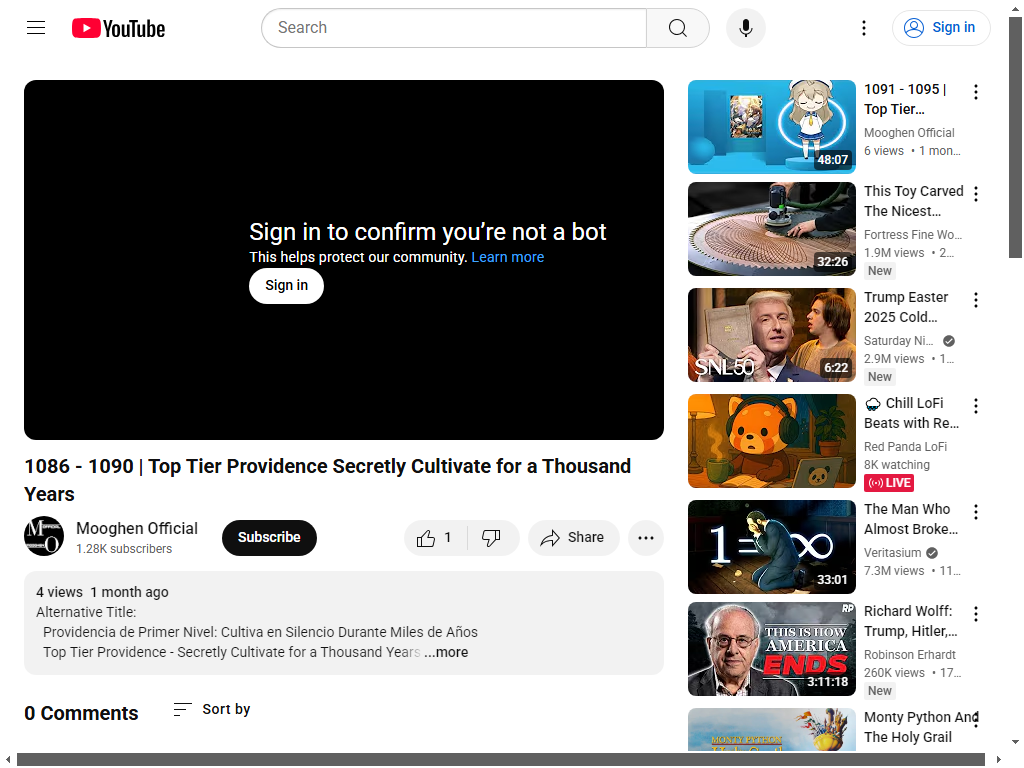 YouTube
Search
Sign in
Sign in to confirm you’re not a bot
This helps protect our community. Learn more
Sign in
1086 - 1090 | Top Tier Providence Secretly Cultivate for a Thousand
Years
Mooghen Official
1.28K subscribers
Subscribe
1
Share
4 views 1 month ago
Alternative Title:
Providencia de Primer Nivel: Cultiva en Silencio Durante Miles de Años
Top Tier Providence - Secretly Cultivate for a Thousand Years ...more
0 Comments
Sort by
48:07
1091 - 1095 |
Top Tier...
Mooghen Official
6 views • 1 mon...
32:26
This Toy Carved
The Nicest...
Fortress Fine Wo...
1.9M views • 2...
New
SNL50
6:22
Trump Easter
2025 Cold...
Saturday Ni...
2.9M views • 1...
New
🌧 Chill LoFi
Beats with Re...
Red Panda LoFi
8K watching
LIVE
1=∞
33:01
The Man Who
Almost Broke...
Veritasium
7.3M views • 11...
RP
THIS IS HOW
AMERICA
ENDS
3:11:18
Richard Wolff:
Trump, Hitler,...
Robinson Erhardt
260K views • 17...
New
MONTY PYTHON
Monty Python And
The Holy Grail